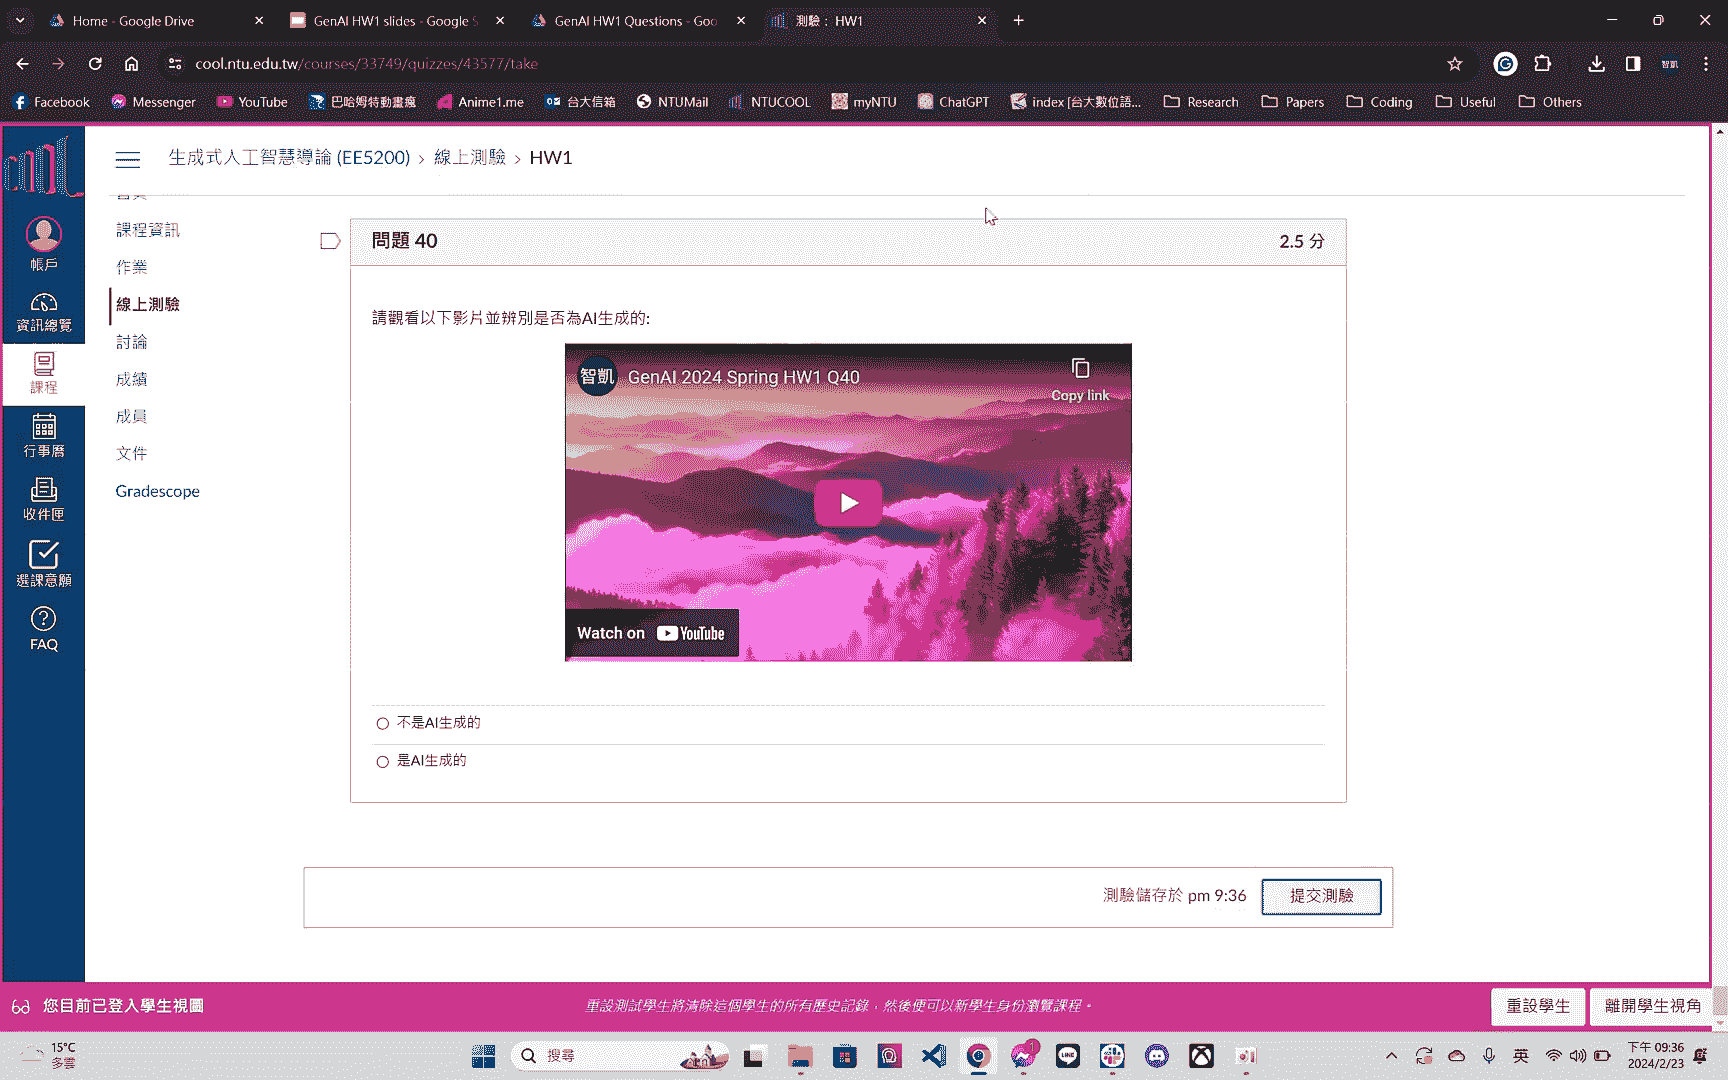 Home - Google Drive
GenAI HW1 slides - Google S
GenAI HW1 Questions - Goo
測驗： HW1
cool.ntu.edu.tw/courses/33749/quizzes/43577/take
Facebook
Messenger
YouTube
巴哈姆特動畫瘋
Anime1.me
台大信箱
NTUMail
NTUCOOL
myNTU
ChatGPT
index [台大數位語...
Research
Papers
Coding
Useful
Others
cool
生成式人工智慧導論 (EE5200) › 線上測驗 › HW1
帳戶
資訊總覽
課程
行事曆
收件匣
選課意願
FAQ
課程資訊
作業
線上測驗
討論
成績
成員
文件
Gradescope
問題 40
2.5 分
請觀看以下影片並辨別是否為AI生成的:
智凱
GenAI 2024 Spring HW1 Q40
Copy link
Watch on YouTube
不是AI生成的
是AI生成的
測驗儲存於 pm 9:36
提交測驗
您目前已登入學生視圖
重設測試學生將清除這個學生的所有歷史記錄，然後便可以新學生身份瀏覽課程。
重設學生
離開學生視角
15°C
多雲
搜尋
英
下午 09:36
2024/2/23